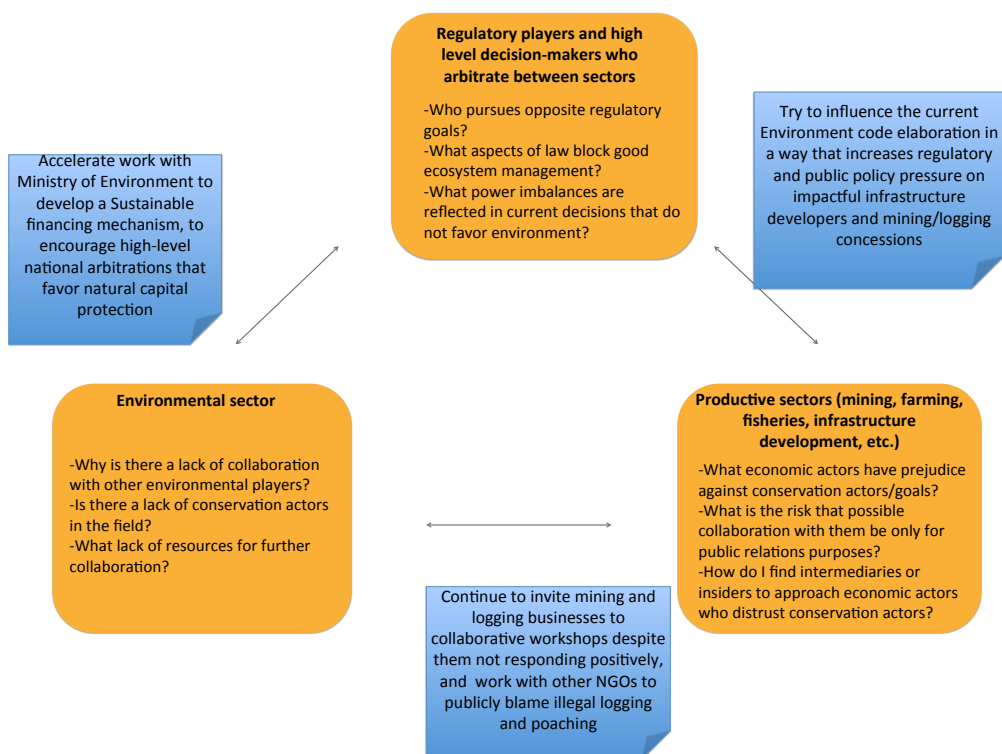 Regulatory players and high
level decision-makers who
arbitrate between sectors
-Who pursues opposite regulatory
goals?
-What aspects of law block good
ecosystem management?
-What power imbalances are
reflected in current decisions that do
not favor environment?
Accelerate work with
Ministry of Environment to
develop a Sustainable
financing mechanism, to
encourage high-level
national arbitrations that
favor natural capital
protection
Try to influence the current
Environment code elaboration in
a way that increases regulatory
and public policy pressure on
impactful infrastructure
developers and mining/logging
concessions
Environmental sector
-Why is there a lack of collaboration
with other environmental players?
-Is there a lack of conservation actors
in the field?
-What lack of resources for further
collaboration?
Productive sectors (mining, farming,
fisheries, infrastructure
development, etc.)
-What economic actors have prejudice
against conservation actors/goals?
-What is the risk that possible
collaboration with them be only for
public relations purposes?
-How do I find intermediaries or
insiders to approach economic actors
who distrust conservation actors?
Continue to invite mining and
logging businesses to
collaborative workshops despite
them not responding positively,
and work with other NGOs to
publicly blame illegal logging
and poaching